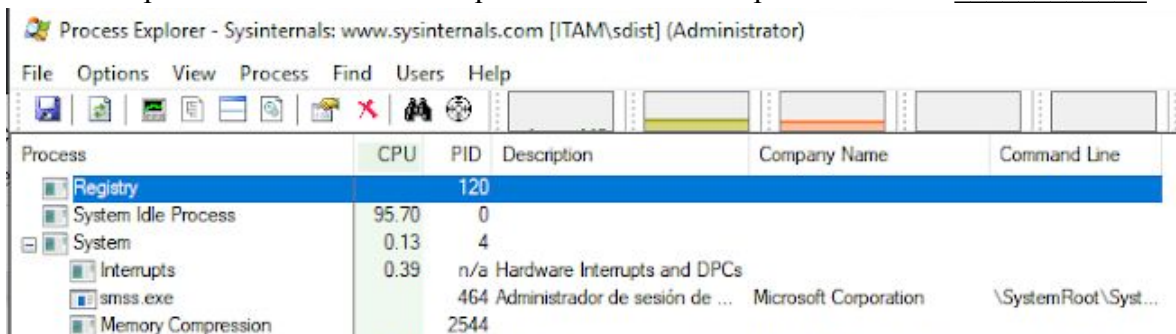 Process Explorer - Sysinternals: www.sysinternals.com [ITAM\sdist] (Administrator)
File Options View Process Find Users Help
Process CPU PID Description Company Name Command Line
Registry 120
System Idle Process 95.70 0
System 0.13 4
Interrupts 0.39 n/a Hardware Interrupts and DPCs
smss.exe 464 Administrador de sesión de ... Microsoft Corporation \SystemRoot\Syst...
Memory Compression 2544